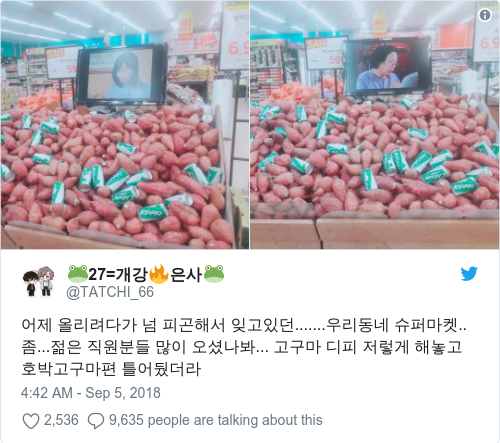 🐸27=개강🔥은사🐸
@TATCHI_66
어제 올리려다가 넘 피곤해서 잊고있던.......우리동네 슈퍼마켓..
좀...젊은 직원분들 많이 오셨나봐... 고구마 디피 저렇게 해놓고
호박고구마편 틀어뒀더라
4:42 AM - Sep 5, 2018
2,536
9,635 people are talking about this